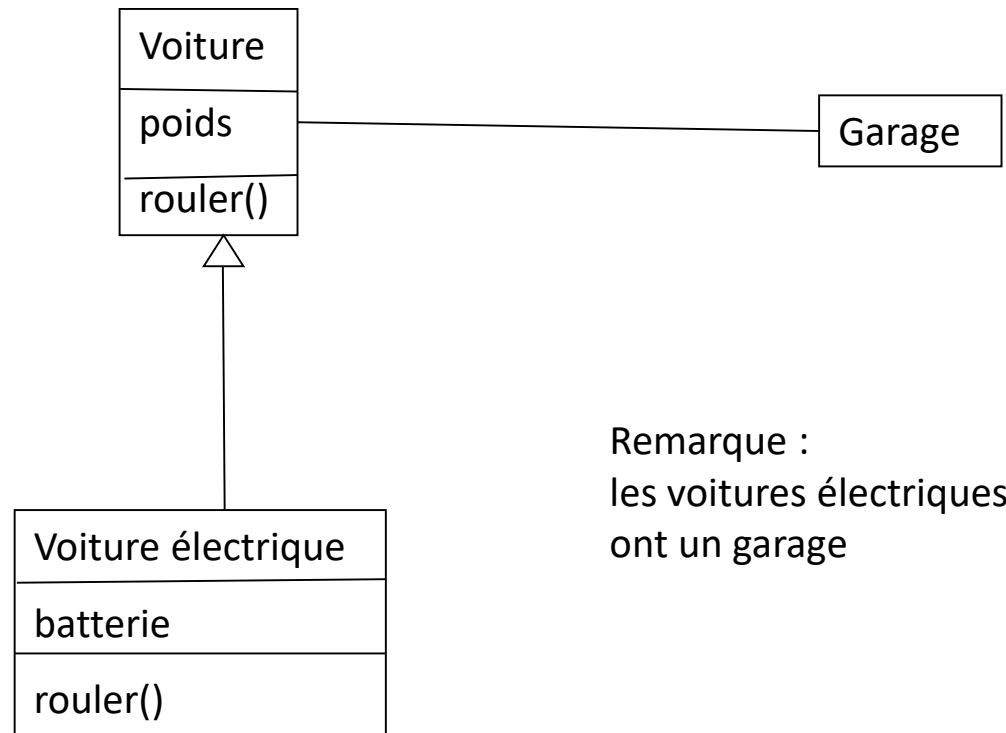 Voiture
poids
rouler()
Garage
Remarque :
les voitures électriques
ont un garage
Voiture électrique
batterie
rouler()